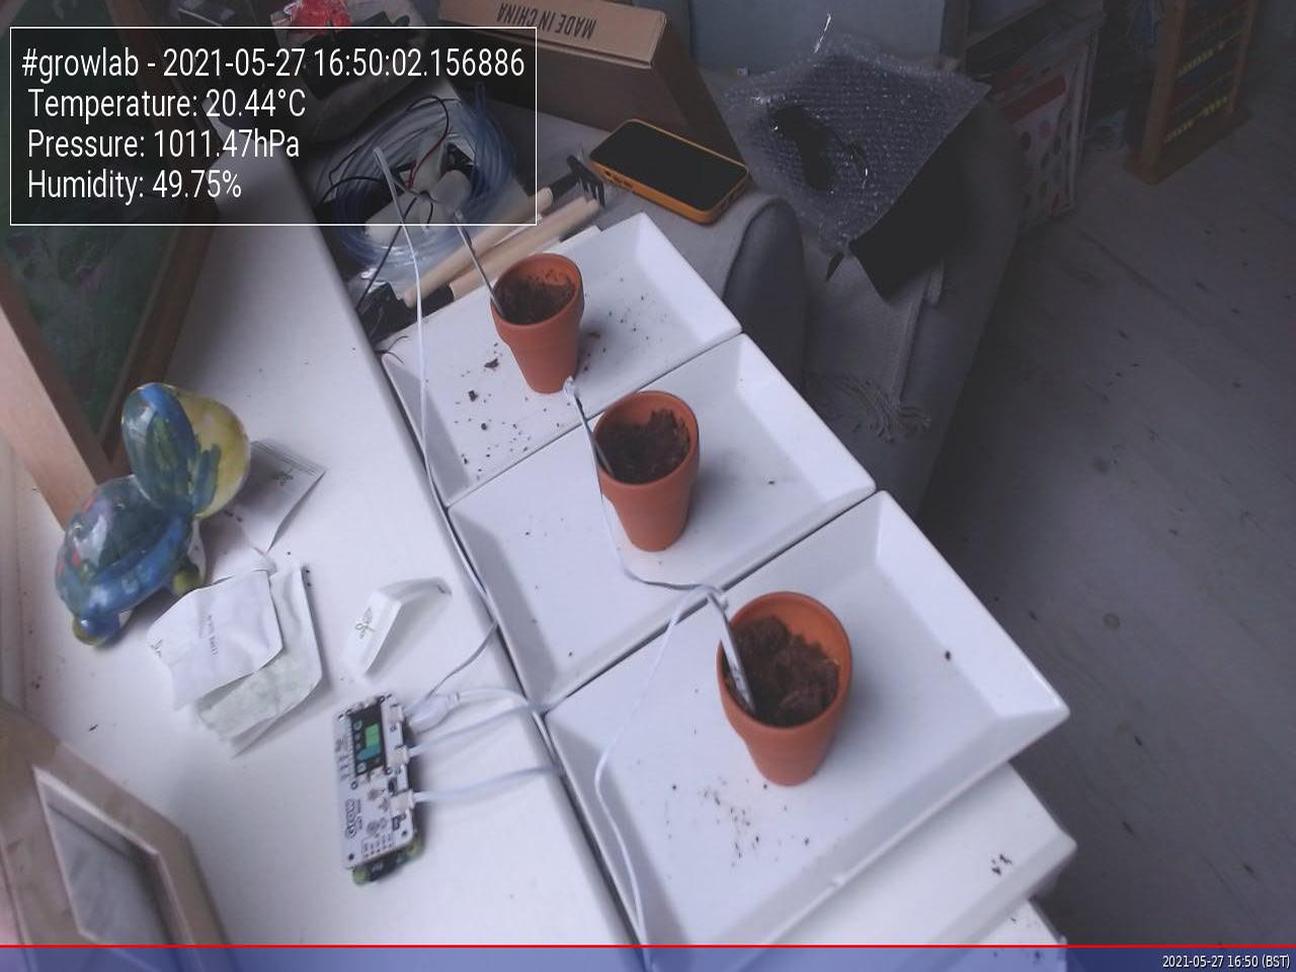 MADE IN CHINA
#growlab - 2021-05-27 16:50:02.156886
Temperature: 20.44°C
Pressure: 1011.47hPa
Humidity: 49.75%
Grow
2021-05-27 16:50 (BST)